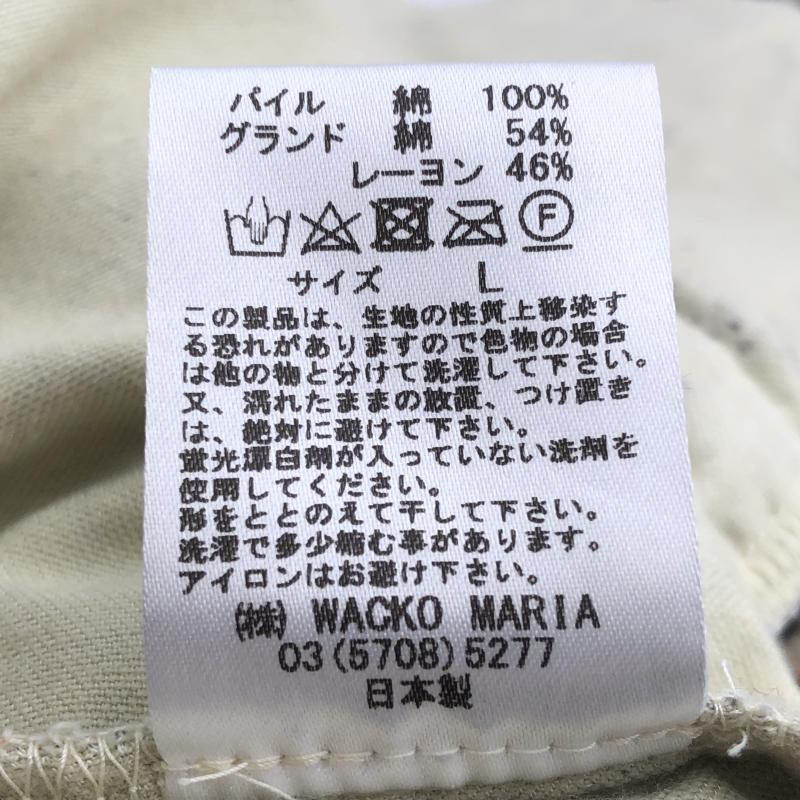 パイル 綿 100%
グランド 綿 54%
レーヨン 46%
F
サイズ L
この製品は、生地の性質上移染す
る恐れがありますので色物の場合
は他の物と分けて洗濯して下さい。
又、濡れたままの放置、つけ置き
は、絶対に避けて下さい。
蛍光漂白剤が入っていない洗剤を
使用してください。
形をととのえて干して下さい。
洗濯で多少縮む事があります。
アイロンはお避け下さい。
㈱ WACKO MARIA
03(5708)5277
日本製